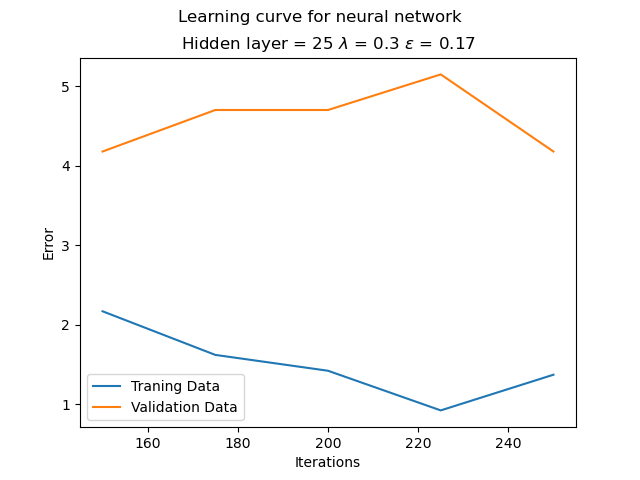 Learning curve for neural network
Hidden layer = 25 λ = 0.3 ε = 0.17
5
4
3
2
1
Error
Traning Data
Validation Data
160 180 200 220 240
Iterations